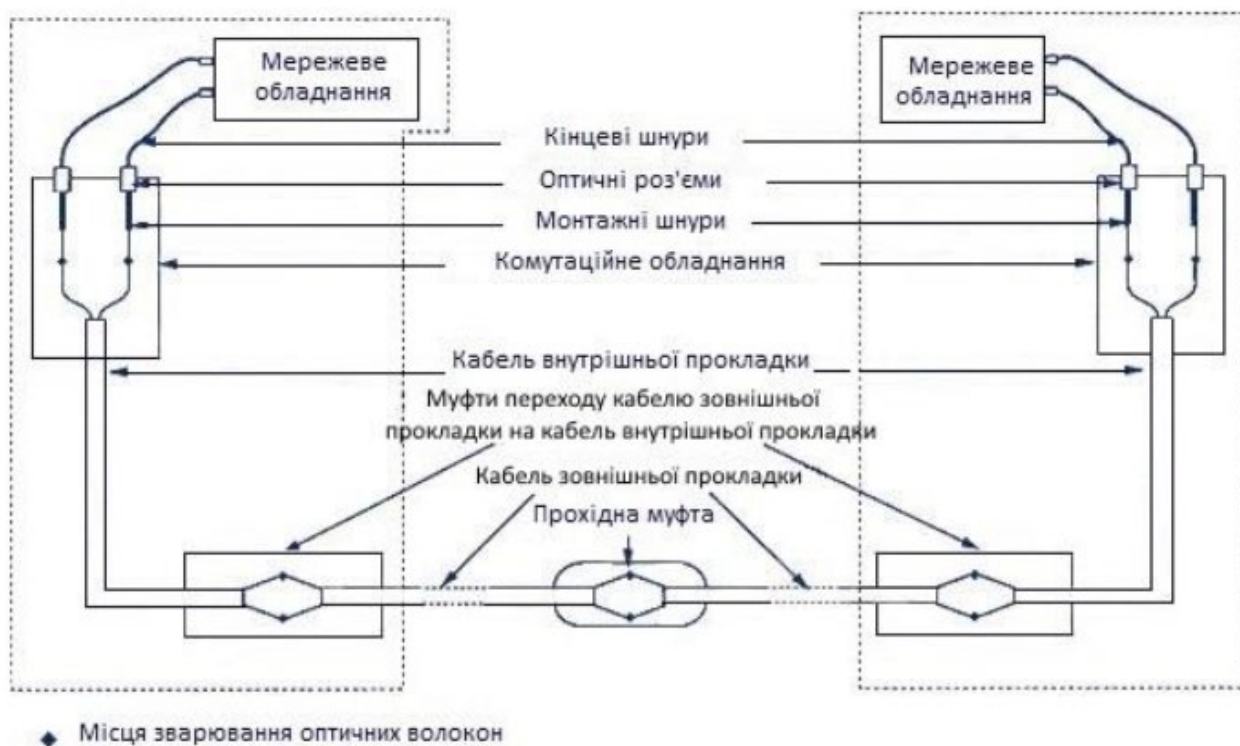 Мережеве
обладнання
Мережеве
обладнання
Кінцеві шнури
Оптичні роз'єми
Монтажні шнури
Комутаційне обладнання
Кабель внутрішньої прокладки
Муфти переходу кабелю зовнішньої
прокладки на кабель внутрішньої прокладки
Кабель зовнішньої прокладки
Прохідна муфта
Місця зварювання оптичних волокон